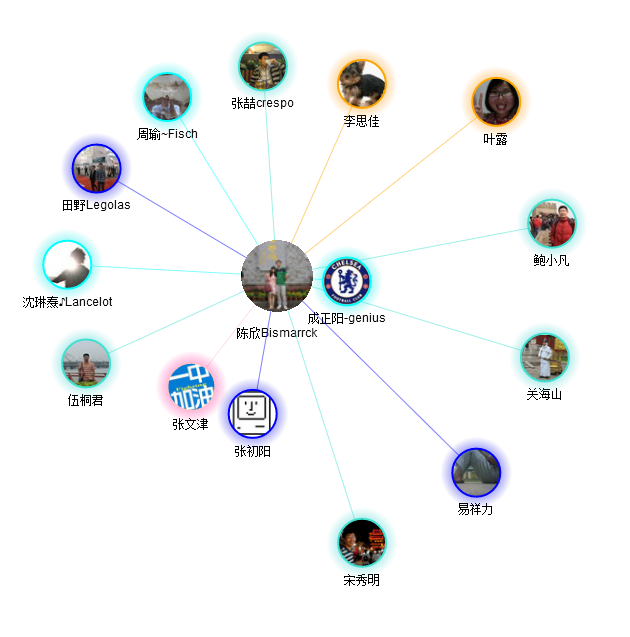 张喆crespo
李思佳
周瑜~Fisch
叶露
田野Legolas
鲍小凡
沈琳焘♪Lancelot
CHELSEA
FOOTBALL CLUB
成正阳-genius
陈欣Bismarrck
伍桐君
关海山
一中
加油
张文津
张初阳
易祥力
宋秀明